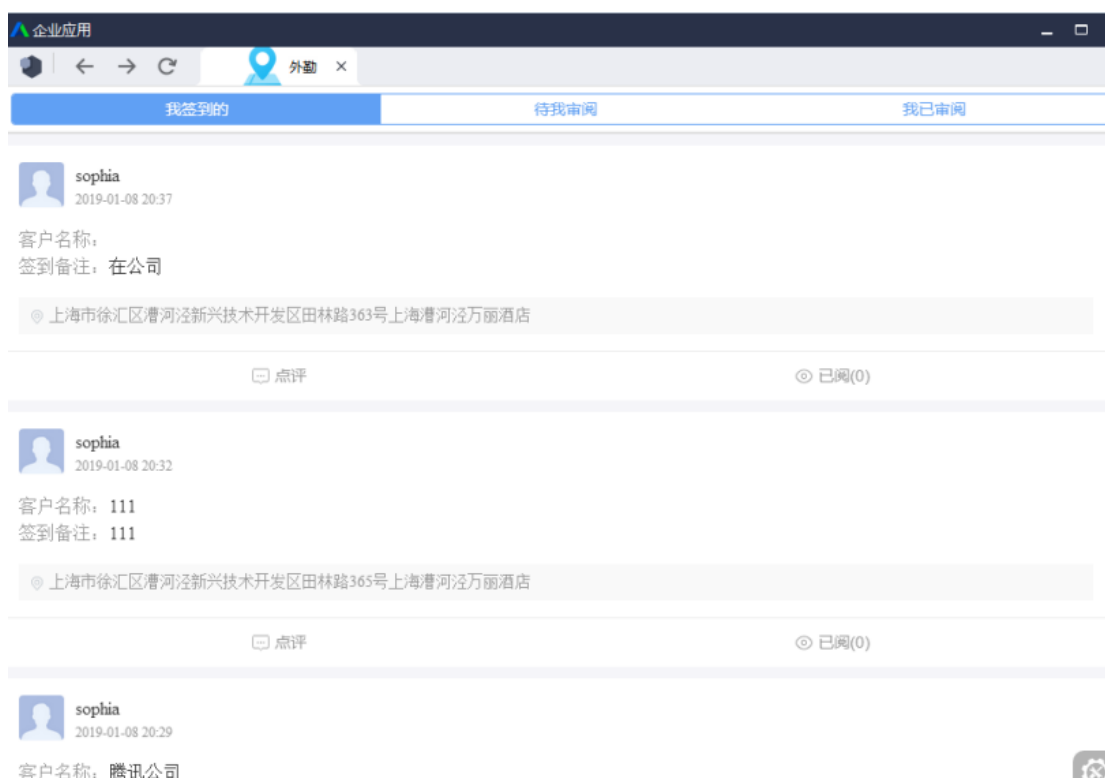 企业应用
外勤
我签到的
待我审阅
我已审阅
sophia
2019-01-08 20:37
客户名称：
签到备注：在公司
上海市徐汇区漕河泾新兴技术开发区田林路363号上海漕河泾万丽酒店
点评
已阅(0)
sophia
2019-01-08 20:32
客户名称：111
签到备注：111
上海市徐汇区漕河泾新兴技术开发区田林路365号上海漕河泾万丽酒店
点评
已阅(0)
sophia
2019-01-08 20:29
客户名称：腾讯公司